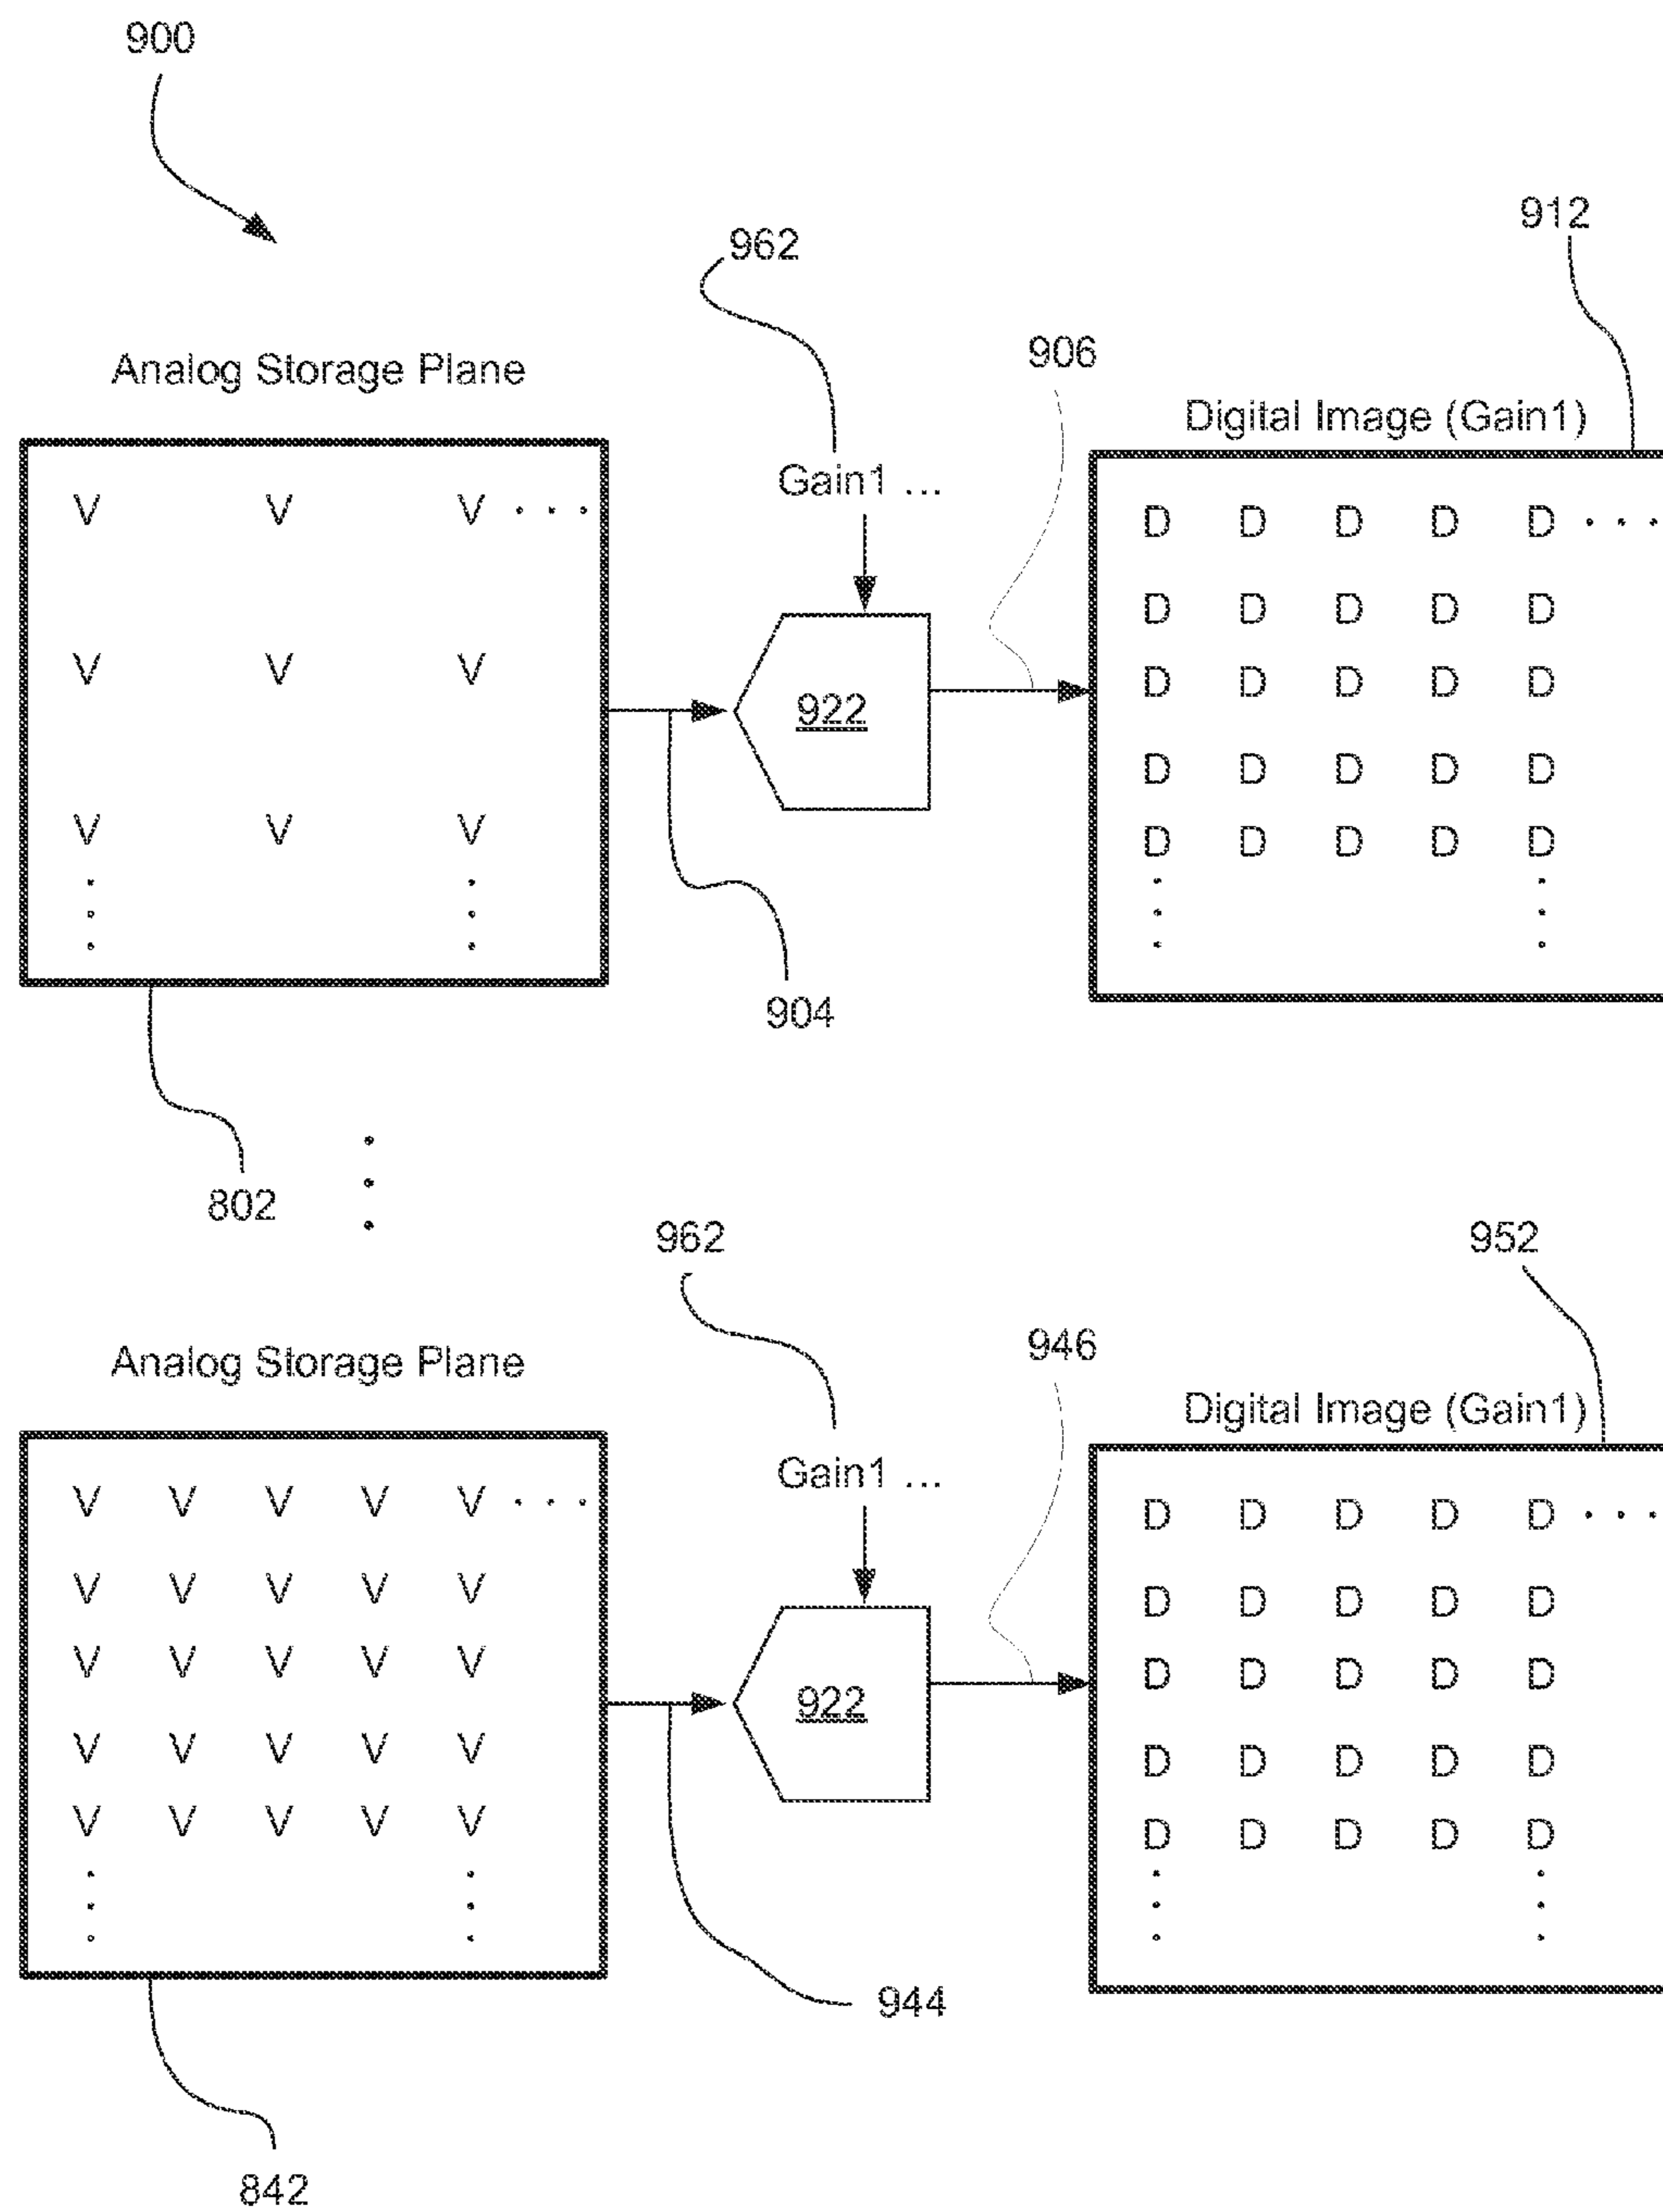 900
962
912
906
Analog Storage Plane
Digital Image (Gain1)
Gain1 ...
V V V . . .
D D D D D . . .
D D D D D
V V V
D D D D D
922
D D D D D
V V V
D D D D D
904
802
962
952
946
Analog Storage Plane
Digital Image (Gain1)
Gain1 ...
V V V V V . . .
D D D D D . . .
V V V V V
D D D D D
V V V V V
D D D D D
922
V V V V V
D D D D D
V V V V V
D D D D D
944
842